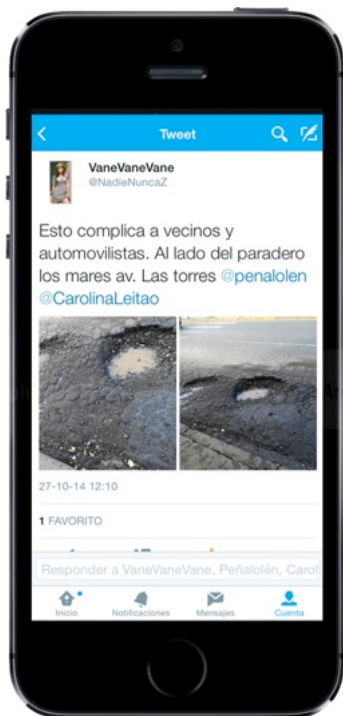 Tweet
VaneVaneVane
@NadieNuncaZ
Esto complica a vecinos y
automovilistas. Al lado del paradero
los mares av. Las torres @penalolen
@CarolinaLeitao
27-10-14 12:10
1 FAVORITO
Responder a VaneVaneVane, Peñalolén, Carol
Inicio
Notificaciones
Mensajes
Cuenta